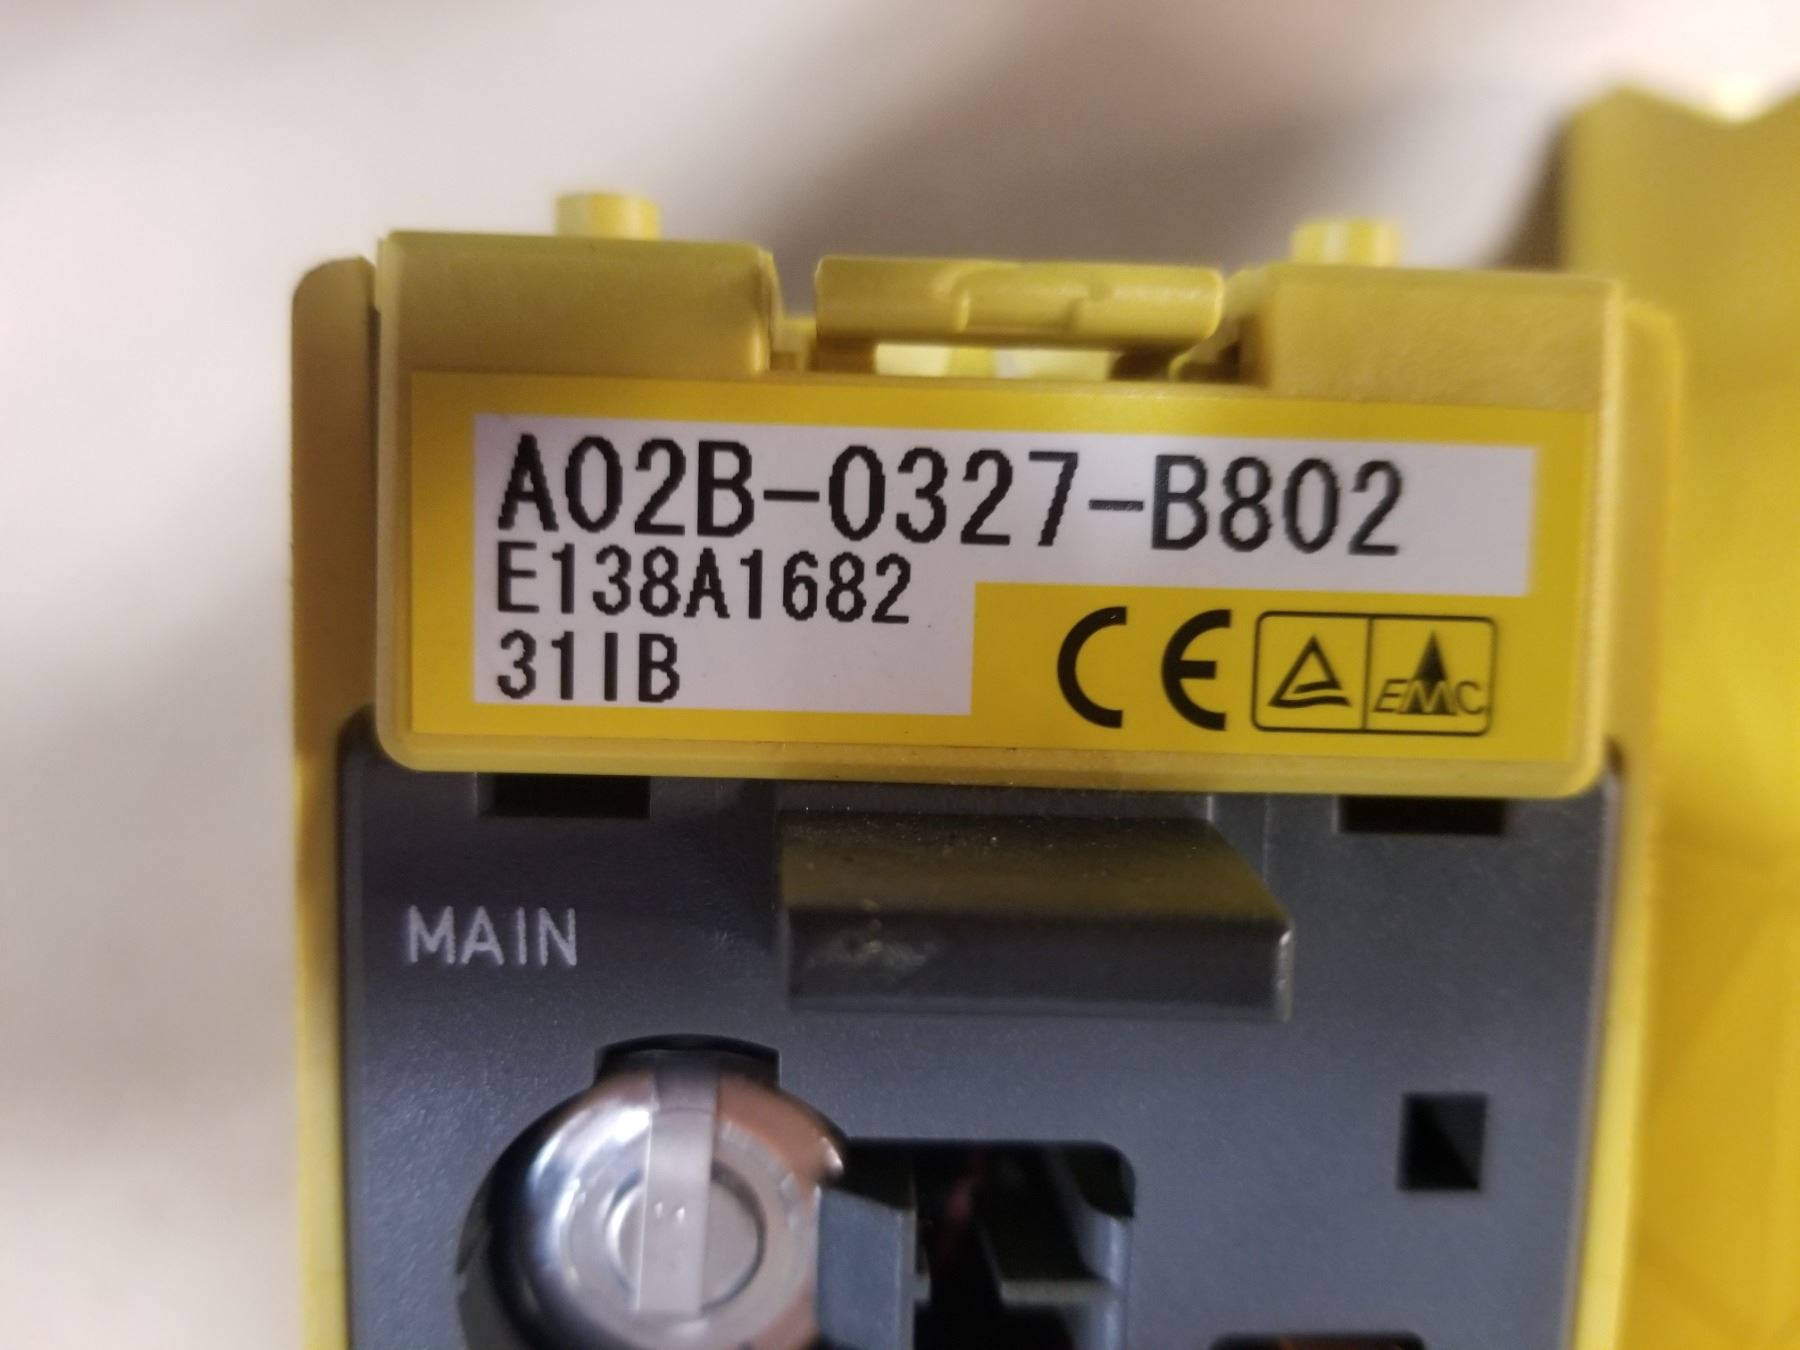 A02B-0327-B802
E138A1682
31IB
CE
EMC
MAIN